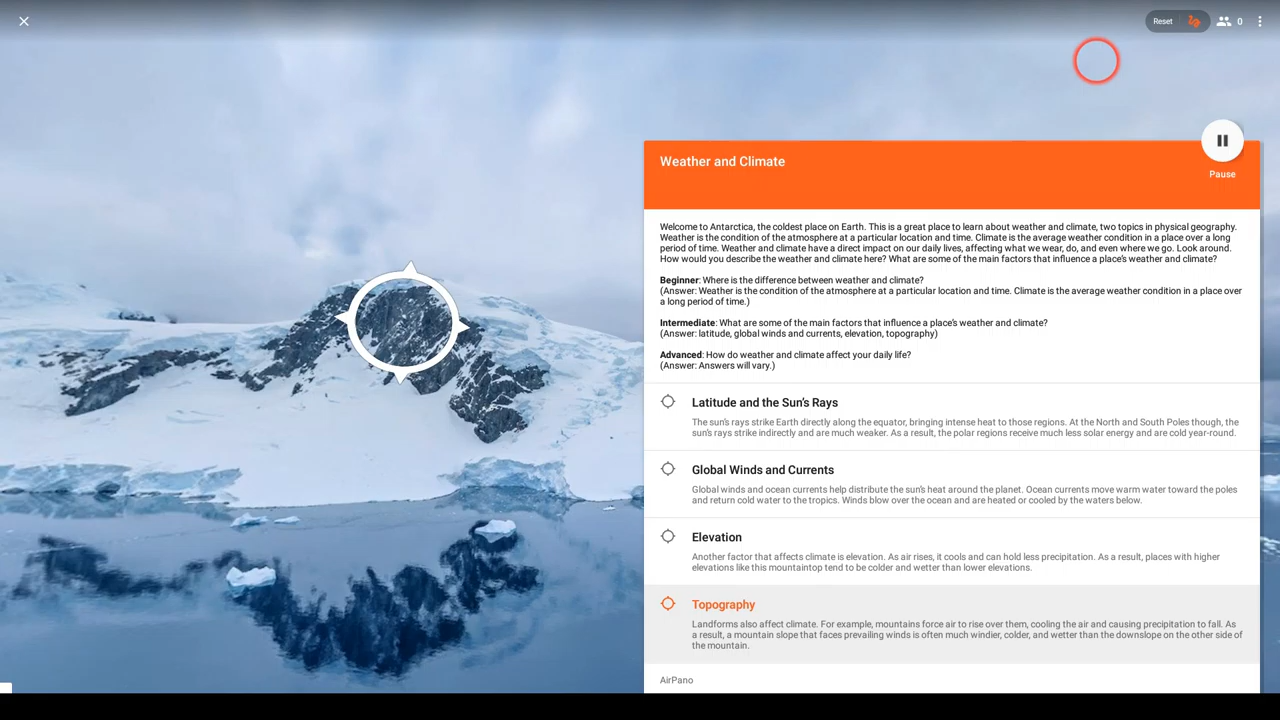 Reset
0
Pause
Weather and Climate
Welcome to Antarctica, the coldest place on Earth. This is a great place to learn about weather and climate, two topics in physical geography.
Weather is the condition of the atmosphere at a particular location and time. Climate is the average weather condition in a place over a long
period of time. Weather and climate have a direct impact on our daily lives, affecting what we wear, do, and even where we go. Look around.
How would you describe the weather and climate here? What are some of the main factors that influence a place's weather and climate?
Beginner: Where is the difference between weather and climate?
(Answer: Weather is the condition of the atmosphere at a particular location and time. Climate is the average weather condition in a place over
a long period of time.)
Intermediate: What are some of the main factors that influence a place's weather and climate?
(Answer: latitude, global winds and currents, elevation, topography)
Advanced: How do weather and climate affect your daily life?
(Answer: Answers will vary.)
Latitude and the Sun's Rays
The sun's rays strike Earth directly along the equator, bringing intense heat to those regions. At the North and South Poles though, the
sun's rays strike indirectly and are much weaker. As a result, the polar regions receive much less solar energy and are cold year-round.
Global Winds and Currents
Global winds and ocean currents help distribute the sun's heat around the planet. Ocean currents move warm water toward the poles
and return cold water to the tropics. Winds blow over the ocean and are heated or cooled by the waters below.
Elevation
Another factor that affects climate is elevation. As air rises, it cools and can hold less precipitation. As a result, places with higher
elevations like this mountaintop tend to be colder and wetter than lower elevations.
Topography
Landforms also affect climate. For example, mountains force air to rise over them, cooling the air and causing precipitation to fall. As
a result, a mountain slope that faces prevailing winds is often much windier, colder, and wetter than the downslope on the other side of
the mountain.
AirPano